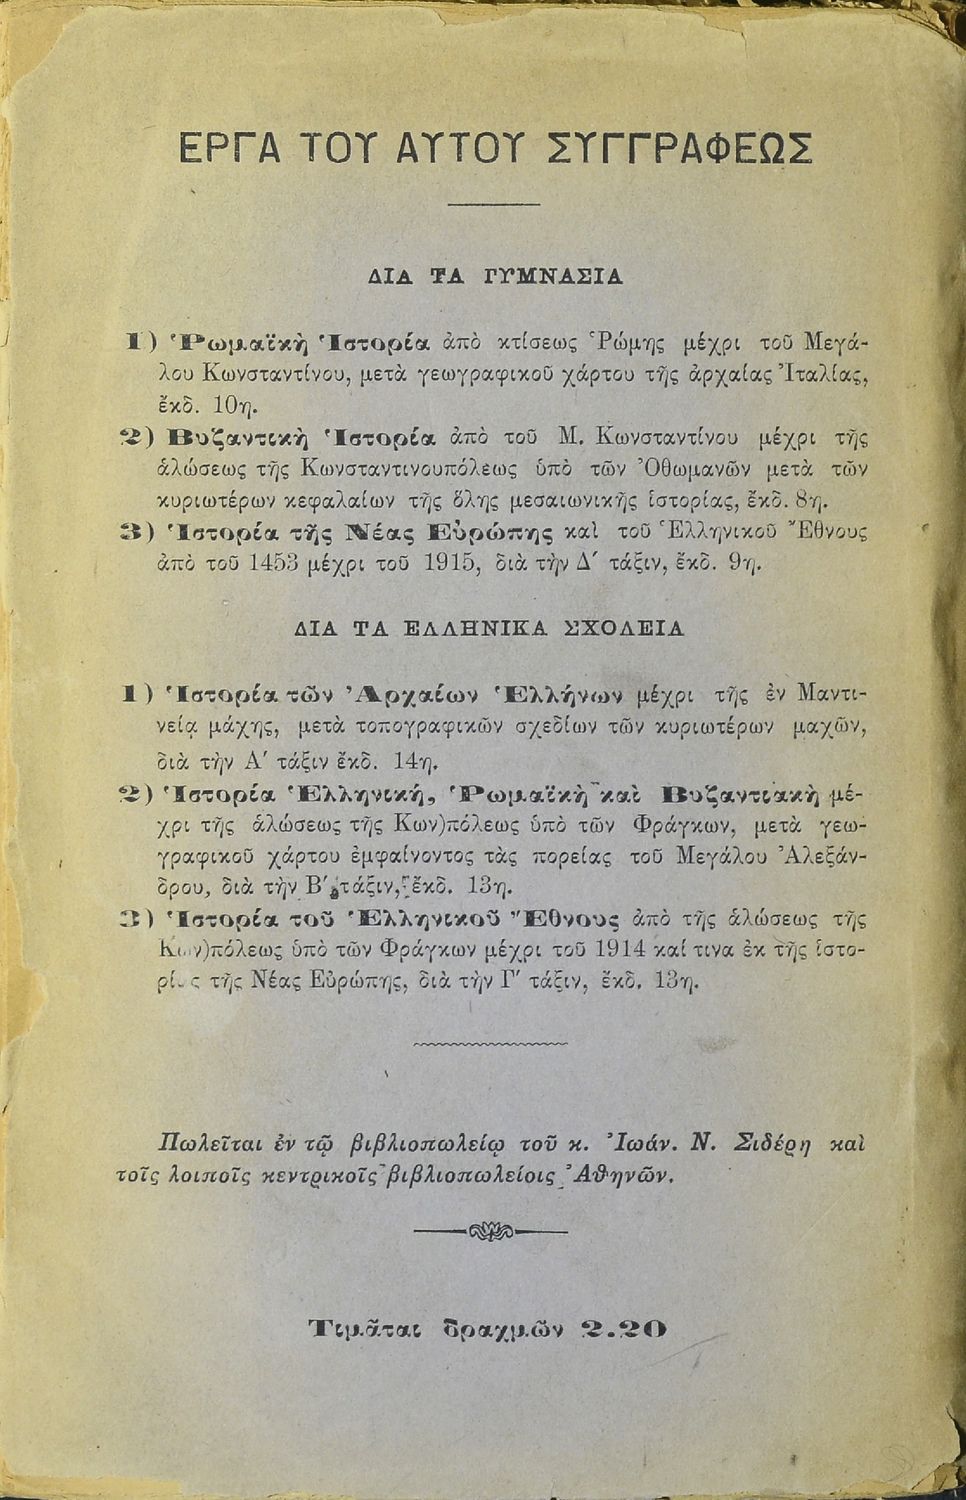 ΕΡΓΑ ΤΟΥ ΑΥΤΟΥ ΣΥΓΓΡΑΦΕΩΣ
ΔΙΑ ΤΑ ΓΥΜΝΑΣΙΑ
1) Ῥωμαϊκὴ Ἱστορία ἀπὸ κτίσεως Ῥώμης μέχρι τοῦ Μεγά-
λου Κωνσταντίνου, μετὰ γεωγραφικοῦ χάρτου τῆς ἀρχαίας Ἰταλίας,
ἔκδ. 10η.
2) Βυζαντικὴ Ἱστορία ἀπὸ τοῦ Μ. Κωνσταντίνου μέχρι τῆς
ἁλώσεως τῆς Κωνσταντινουπόλεως ὑπὸ τῶν Ὀθωμανῶν μετὰ τῶν
κυριωτέρων κεφαλαίων τῆς ὅλης μεσαιωνικῆς ἱστορίας, ἔκδ. 8η.
3) Ἱστορία τῆς Νέας Εὐρώπης καὶ τοῦ Ἑλληνικοῦ Ἔθνους
ἀπὸ τοῦ 1453 μέχρι τοῦ 1915, διὰ τὴν Δ′ τάξιν, ἔκδ. 9η.
ΔΙΑ ΤΑ ΕΛΛΗΝΙΚΑ ΣΧΟΛΕΙΑ
1) Ἱστορία τῶν Ἀρχαίων Ἑλλήνων μέχρι τῆς ἐν Μαντι-
νείᾳ μάχης, μετὰ τοπογραφικῶν σχεδίων τῶν κυριωτέρων μαχῶν,
διὰ τὴν Α′ τάξιν ἔκδ. 14η.
2) Ἱστορία Ἑλληνική, Ῥωμαϊκὴ καὶ Βυζαντιακὴ μέ-
χρι τῆς ἁλώσεως τῆς Κων)πόλεως ὑπὸ τῶν Φράγκων, μετὰ γεω-
γραφικοῦ χάρτου ἐμφαίνοντος τὰς πορείας τοῦ Μεγάλου Ἀλεξάν-
δρου, διὰ τὴν Β′ τάξιν, ἔκδ. 13η.
3) Ἱστορία τοῦ Ἑλληνικοῦ Ἔθνους ἀπὸ τῆς ἁλώσεως τῆς
Κων)πόλεως ὑπὸ τῶν Φράγκων μέχρι τοῦ 1914 καί τινα ἐκ τῆς ἱστο-
ρίας τῆς Νέας Εὐρώπης, διὰ τὴν Γ′ τάξιν, ἔκδ. 13η.
Πωλεῖται ἐν τῷ βιβλιοπωλείῳ τοῦ κ. Ἰωάν. Ν. Σιδέρη καὶ
τοῖς λοιποῖς κεντρικοῖς βιβλιοπωλείοις Ἀθηνῶν.
Τιμᾶται δραχμῶν 2.20